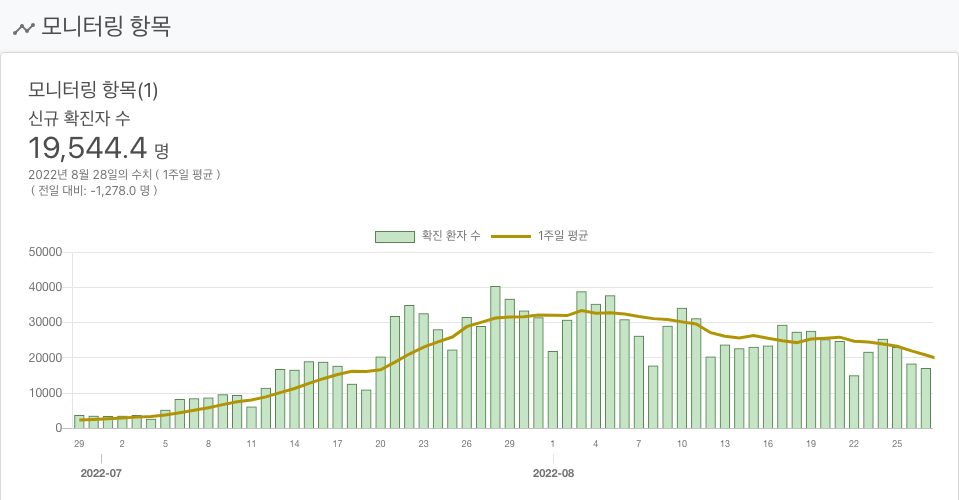 모니터링 항목
모니터링 항목(1)
신규 확진자 수
19,544.4 명
2022년 8월 28일의 수치 ( 1주일 평균 )
( 전일 대비: -1,278.0 명 )
확진 환자 수 1주일 평균
50000
40000
30000
20000
10000
0
29 2 5 8 11 14 17 20 23 26 29 1 4 7 10 13 16 19 22 25
2022-07 2022-08